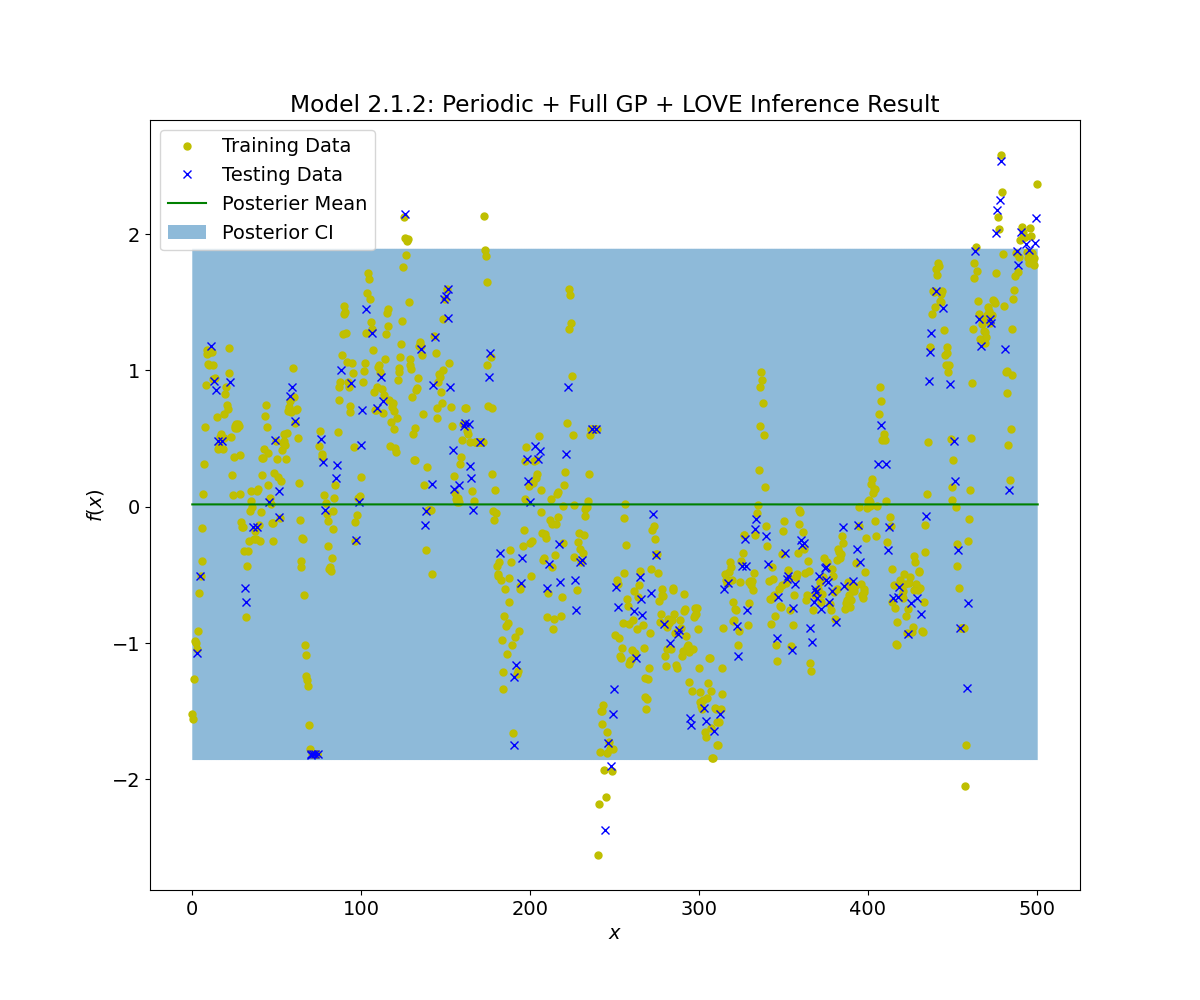 Model 2.1.2: Periodic + Full GP + LOVE Inference Result
Training Data
Testing Data
Posterier Mean
Posterior CI
2
1
0
−1
−2
f(x)
0 100 200 300 400 500
x